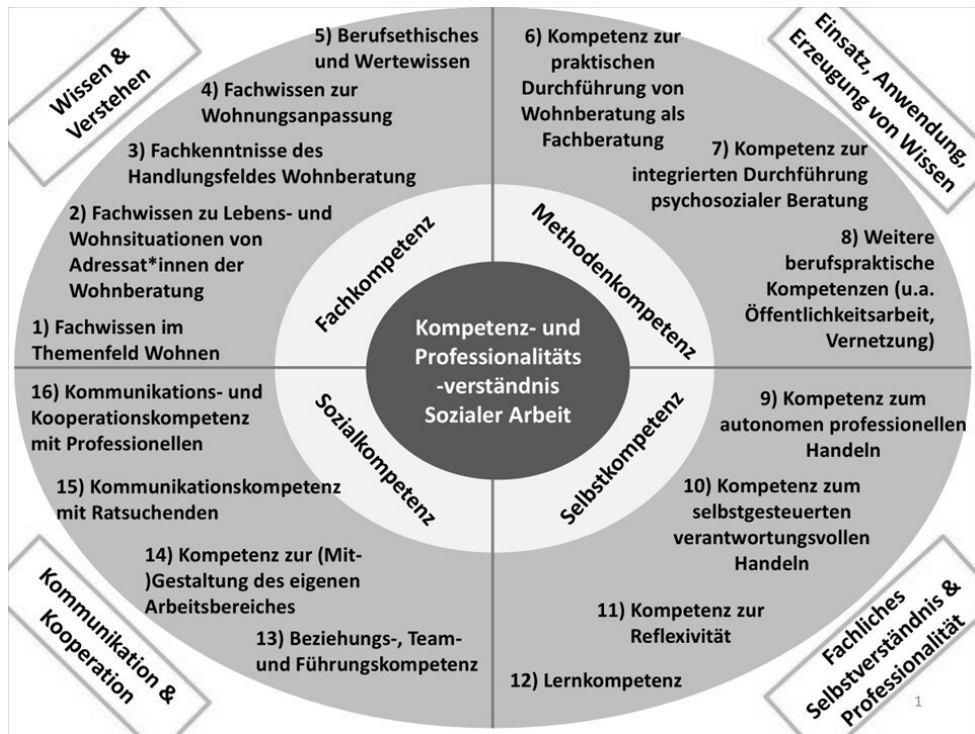 Wissen &
Verstehen
5) Berufsethisches
und Wertewissen
4) Fachwissen zur
Wohnungsanpassung
3) Fachkenntnisse des
Handlungsfeldes Wohnberatung
2) Fachwissen zu Lebens- und
Wohnsituationen von
Adressat*innen der
Wohnberatung
1) Fachwissen im
Themenfeld Wohnen
Fachkompetenz
Einsatz, Anwendung,
Erzeugung von Wissen
6) Kompetenz zur
praktischen
Durchführung von
Wohnberatung als
Fachberatung
7) Kompetenz zur
integrierten Durchführung
psychosozialer Beratung
8) Weitere
berufspraktische
Kompetenzen (u.a.
Öffentlichkeitsarbeit,
Vernetzung)
Methodenkompetenz
Kompetenz- und
Professionalitäts
-verständnis
Sozialer Arbeit
Selbstkompetenz
9) Kompetenz zum
autonomen professionellen
Handeln
10) Kompetenz zum
selbstgesteuerten
verantwortungsvollen
Handeln
11) Kompetenz zur
Reflexivität
12) Lernkompetenz
Fachliches
Selbstverständnis &
Professionalität
Sozialkompetenz
16) Kommunikations- und
Kooperationskompetenz
mit Professionellen
15) Kommunikationskompetenz
mit Ratsuchenden
14) Kompetenz zur (Mit-
)Gestaltung des eigenen
Arbeitsbereiches
13) Beziehungs-, Team-
und Führungskompetenz
Kommunikation &
Kooperation
1